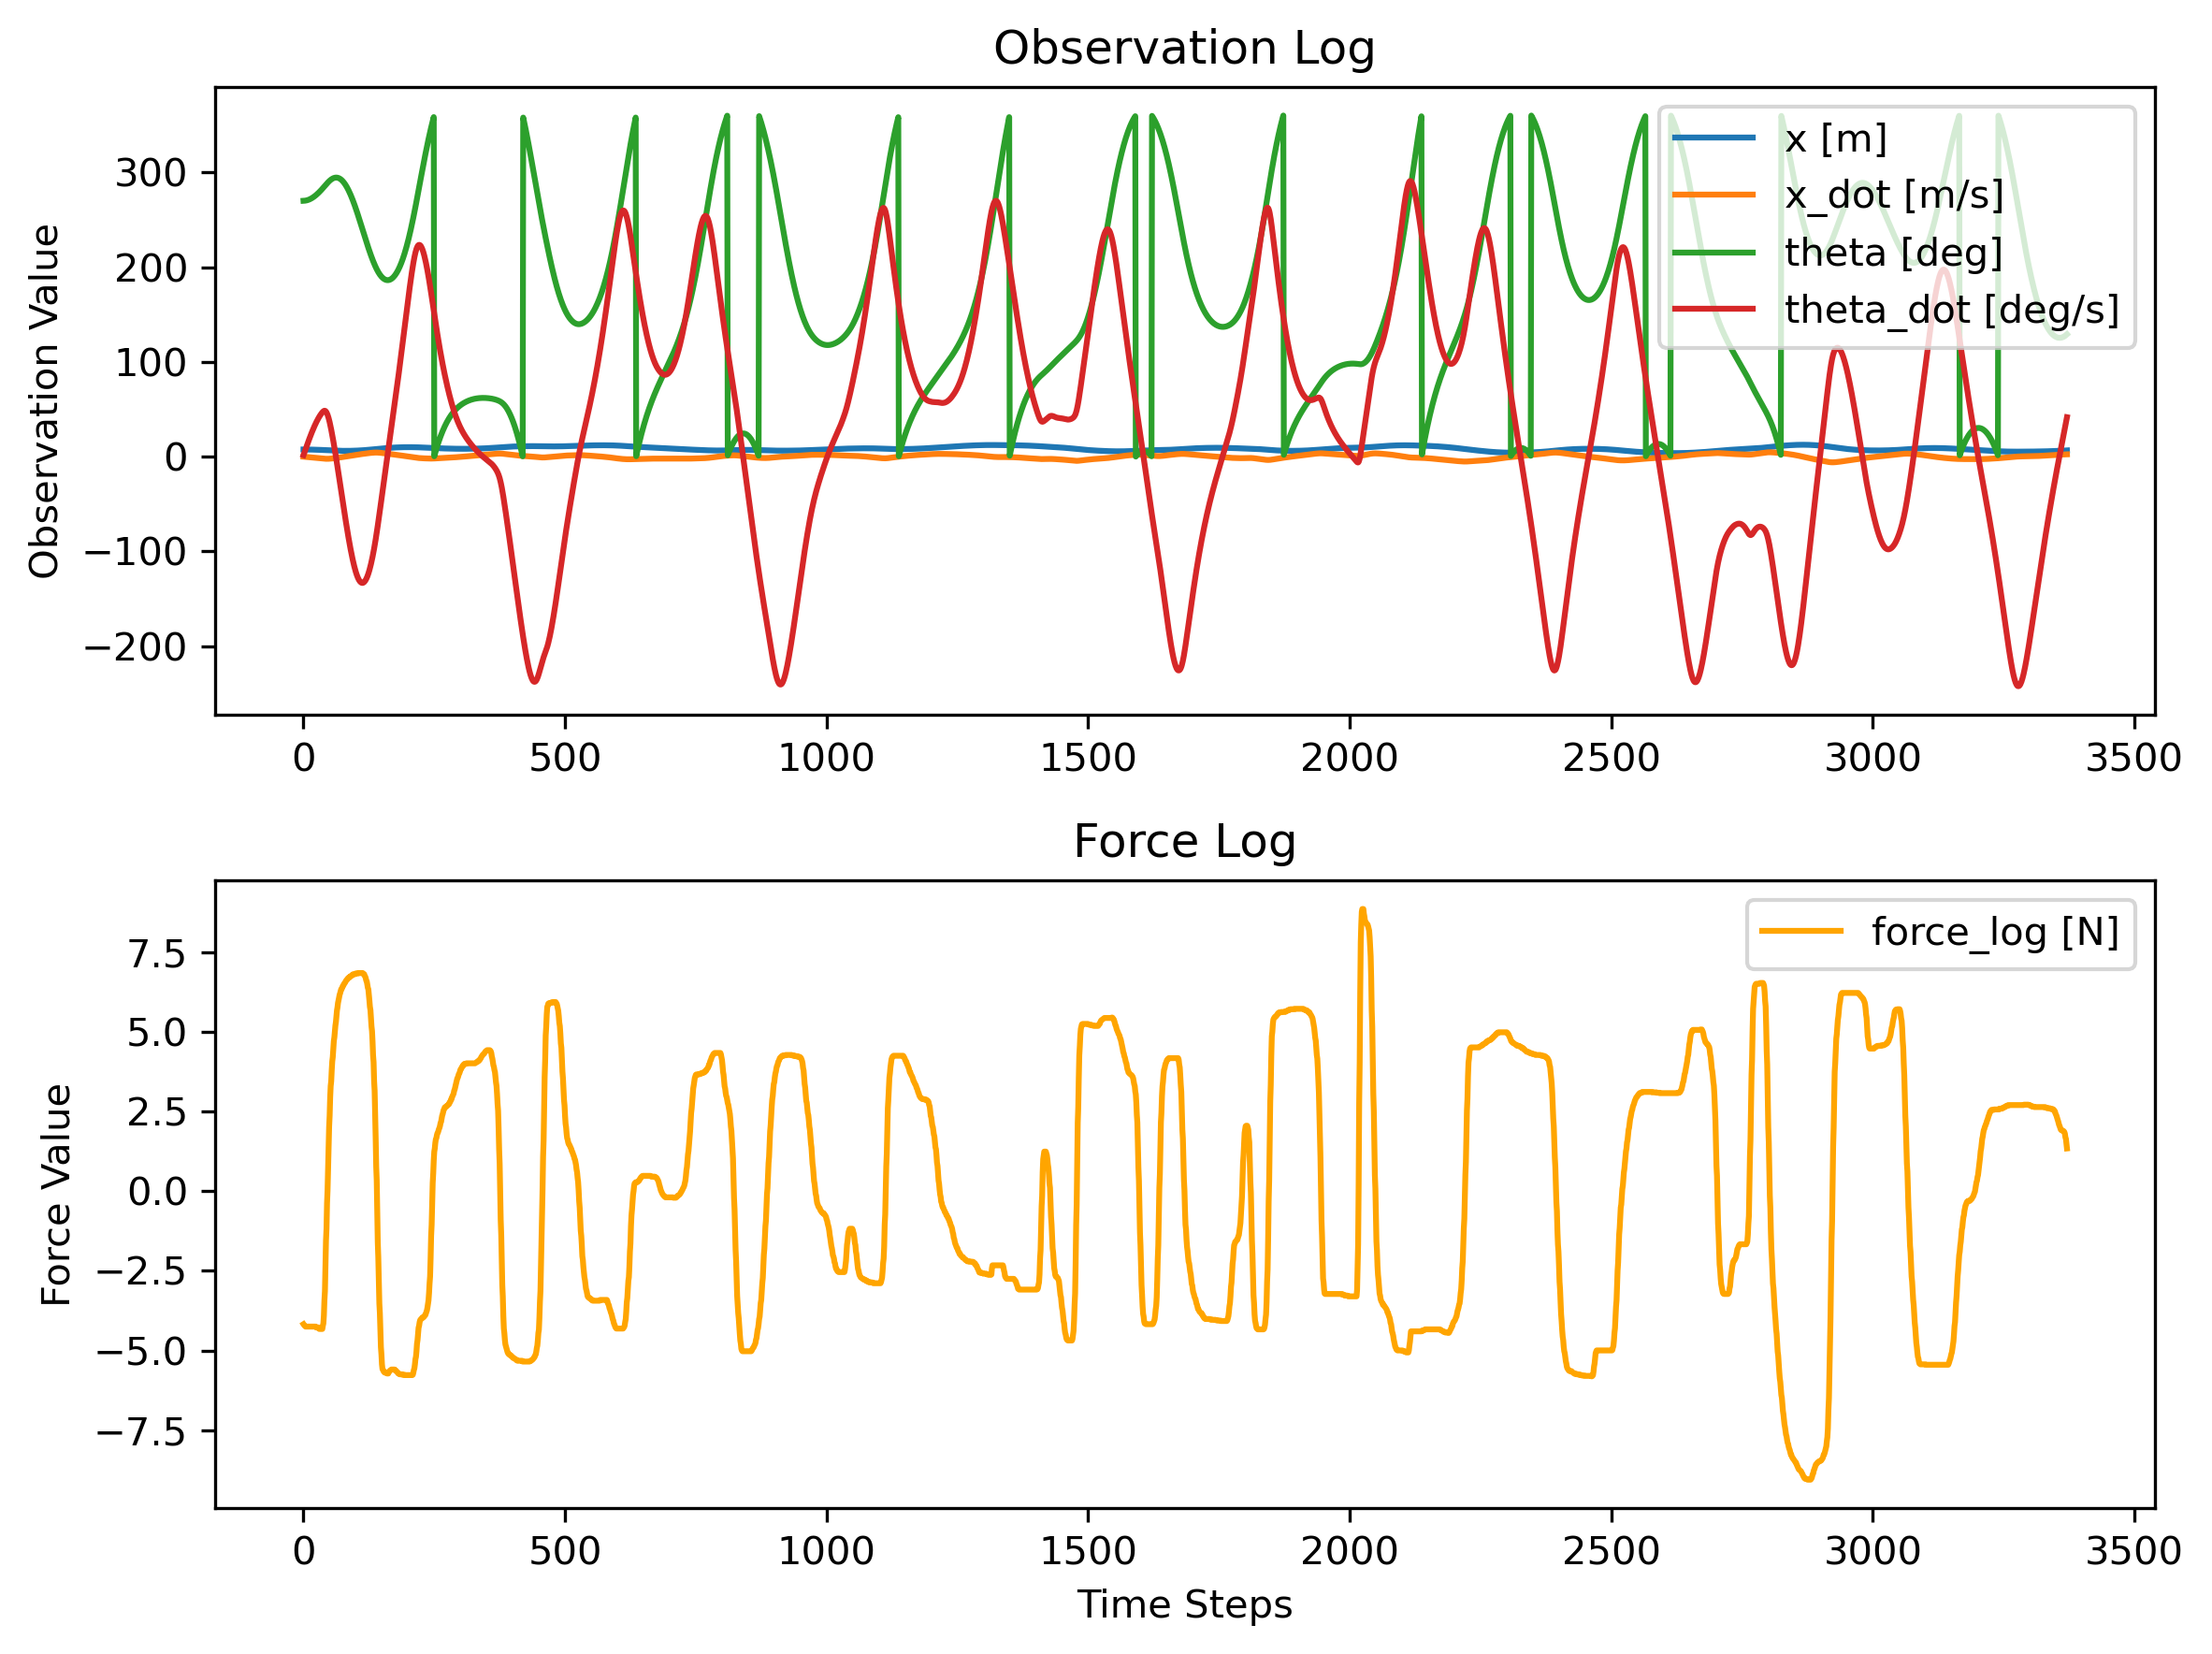 Observation Log
Observation Value
300
200
100
0
−100
−200
x [m]
x_dot [m/s]
theta [deg]
theta_dot [deg/s]
0 500 1000 1500 2000 2500 3000 3500
Force Log
Force Value
7.5
5.0
2.5
0.0
−2.5
−5.0
−7.5
force_log [N]
0 500 1000 1500 2000 2500 3000 3500
Time Steps